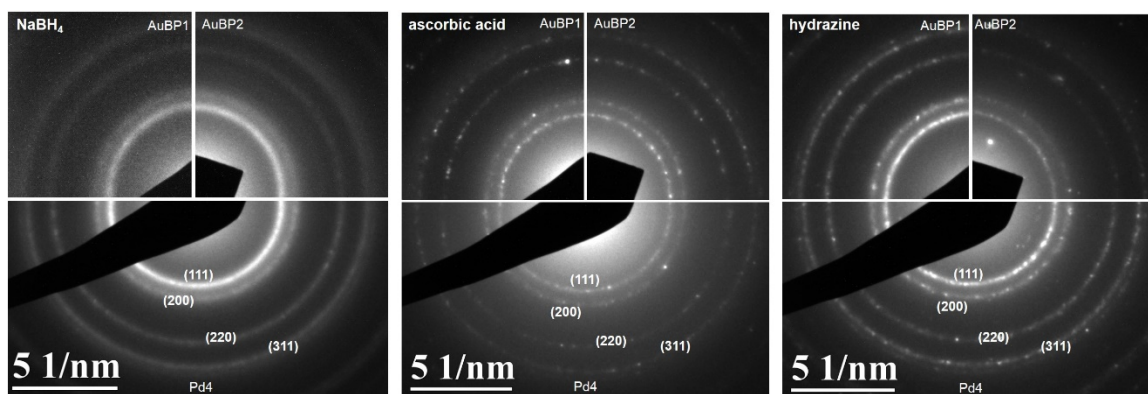 NaBH4 AuBP1 AuBP2
(111)
(200)
(220) (311)
5 1/nm
Pd4
ascorbic acid AuBP1 AuBP2
(111)
(200)
(220) (311)
5 1/nm
Pd4
hydrazine AuBP1 AuBP2
(111)
(200)
(220) (311)
5 1/nm
Pd4